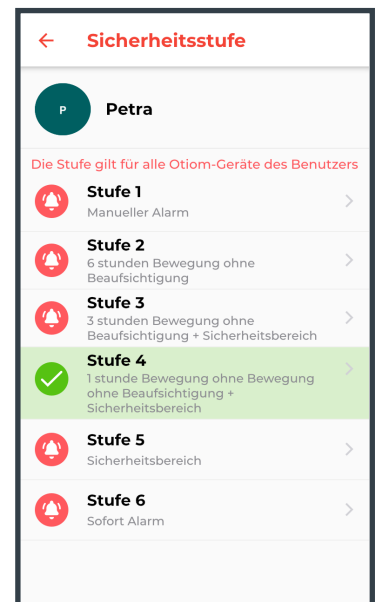 Sicherheitsstufe
P
Petra
Die Stufe gilt für alle Otiom-Geräte des Benutzers
Stufe 1
Manueller Alarm
Stufe 2
6 stunden Bewegung ohne
Beaufsichtigung
Stufe 3
3 stunden Bewegung ohne
Beaufsichtigung + Sicherheitsbereich
Stufe 4
1 stunde Bewegung ohne Bewegung
ohne Beaufsichtigung +
Sicherheitsbereich
Stufe 5
Sicherheitsbereich
Stufe 6
Sofort Alarm